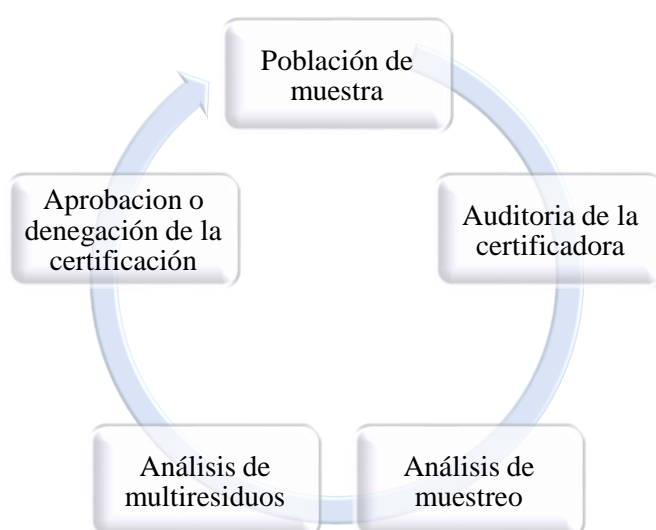 Población de
muestra
Auditoria de la
certificadora
Análisis de
muestreo
Análisis de
multiresiduos
Aprobacion o
denegación de la
certificación